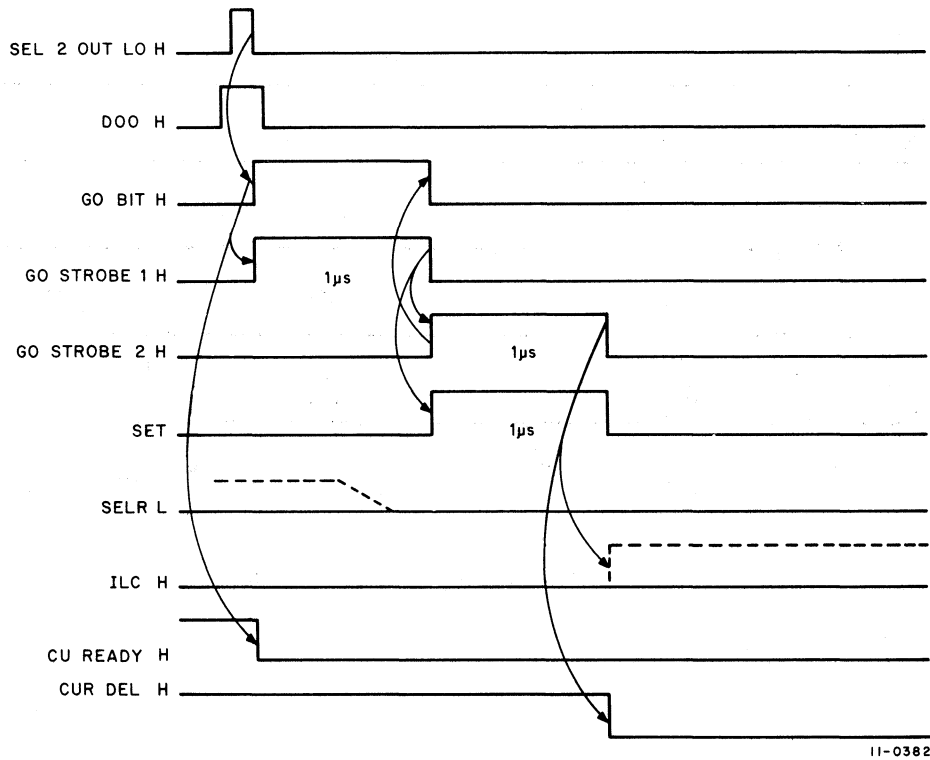 SEL 2 OUT LO H
DOO H
GO BIT H
GO STROBE 1 H
1µs
GO STROBE 2 H
1µs
SET
1µs
SELR L
ILC H
CU READY H
CUR DEL H
11-0382